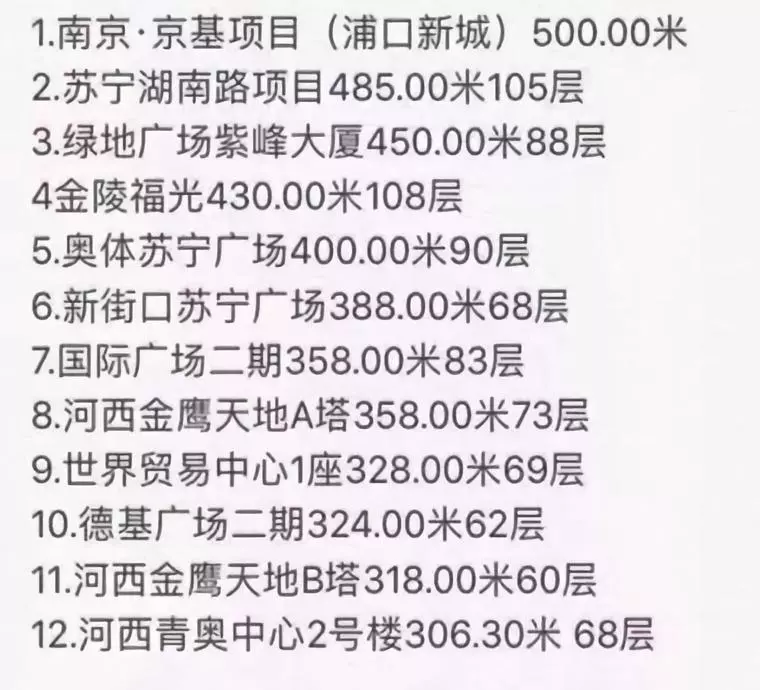 1.南京·京基项目（浦口新城）500.00米
2.苏宁湖南路项目485.00米105层
3.绿地广场紫峰大厦450.00米88层
4金陵福光430.00米108层
5.奥体苏宁广场400.00米90层
6.新街口苏宁广场388.00米68层
7.国际广场二期358.00米83层
8.河西金鹰天地A塔358.00米73层
9.世界贸易中心1座328.00米69层
10.德基广场二期324.00米62层
11.河西金鹰天地B塔318.00米60层
12.河西青奥中心2号楼306.30米 68层